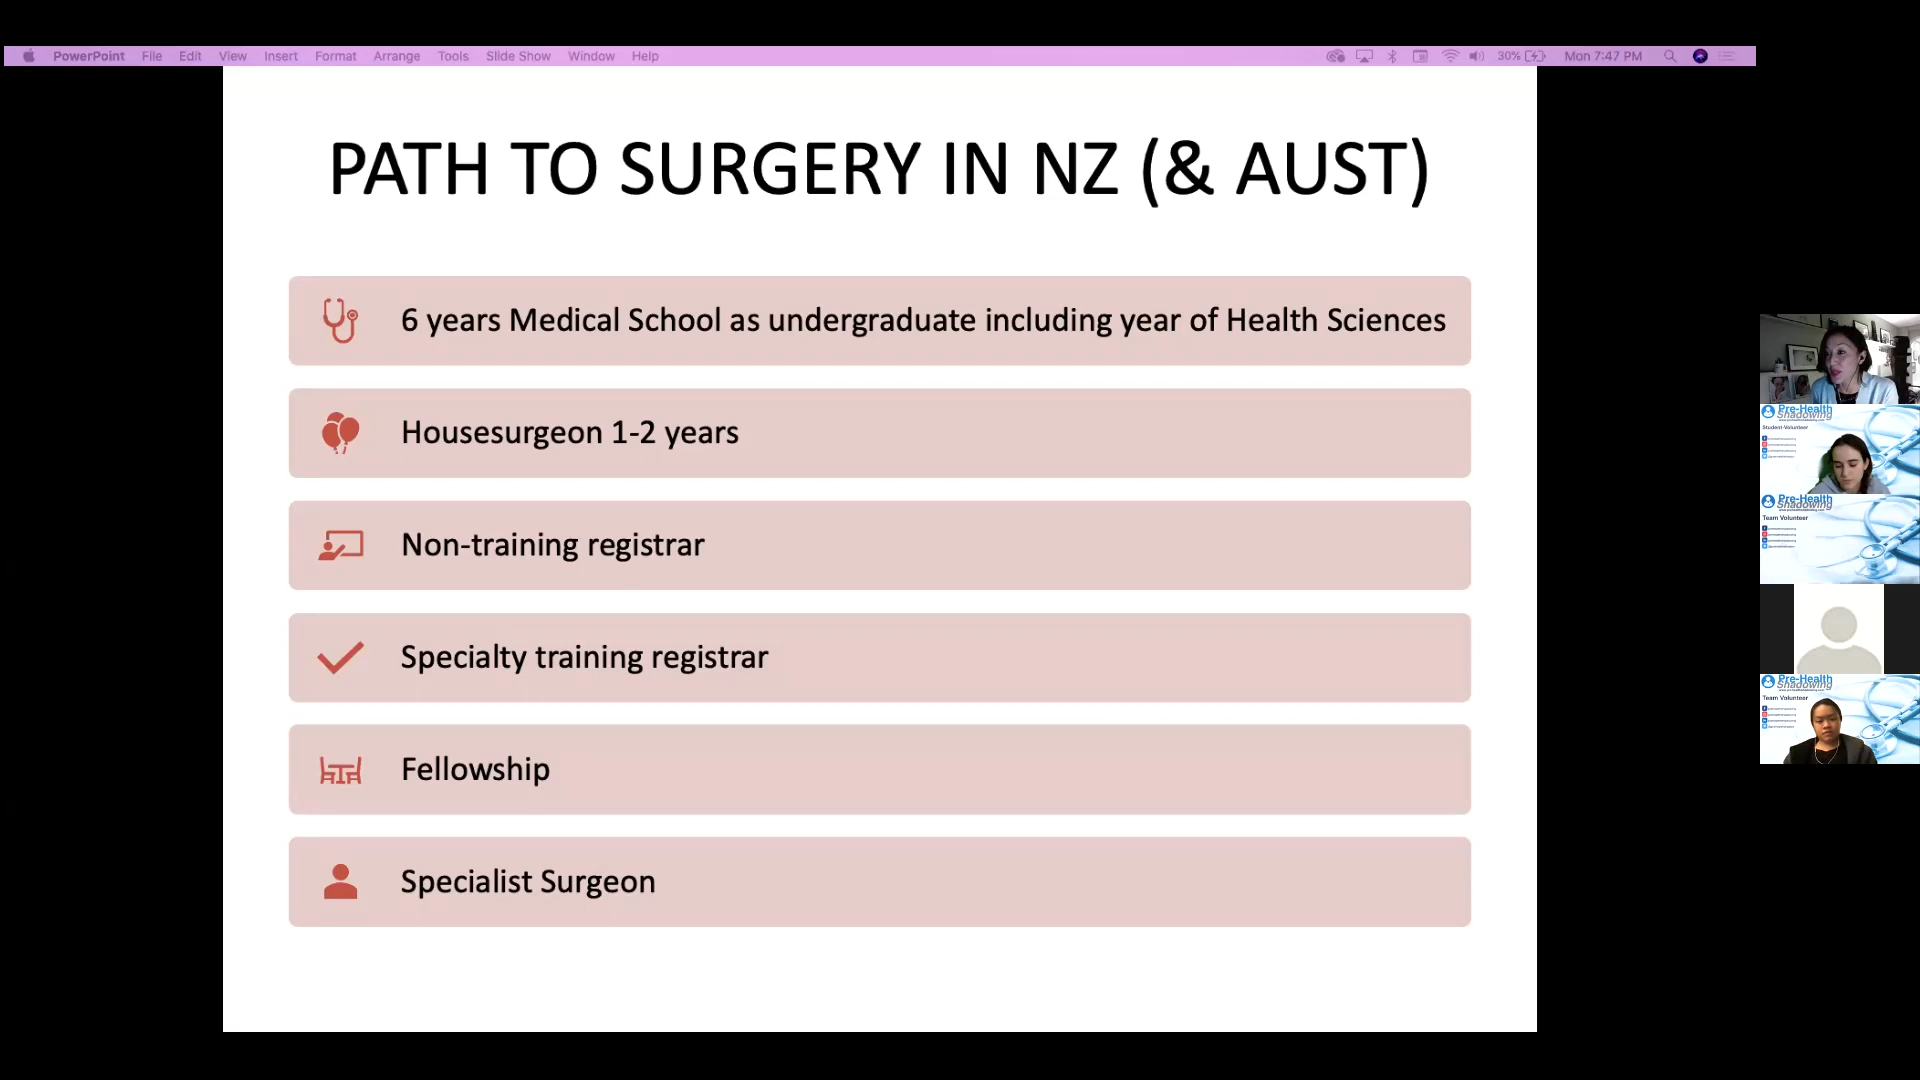 PowerPoint File Edit View Insert Format Arrange Tools Slide Show Window Help 30% Mon 7:47 PM
PATH TO SURGERY IN NZ (& AUST)
6 years Medical School as undergraduate including year of Health Sciences
Housesurgeon 1-2 years
Non-training registrar
Specialty training registrar
Fellowship
Specialist Surgeon
Pre-Health
Shadowing
Student-Volunteer
Pre-Health
Shadowing
Team Volunteer
Pre-Health
Shadowing
Team Volunteer